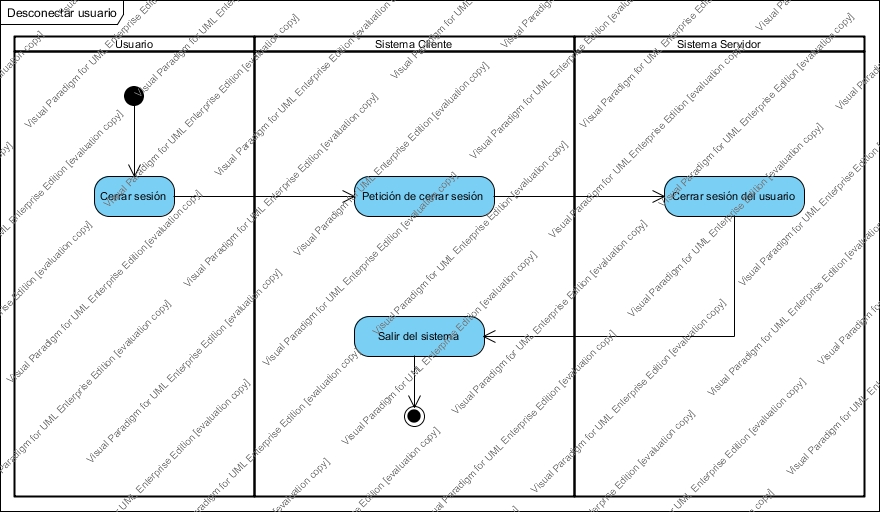 Desconectar usuario
Usuario
Sistema Cliente
Sistema Servidor
Cerrar sesión
Petición de cerrar sesión
Cerrar sesión del usuario
Salir del sistema
Visual Paradigm for UML Enterprise Edition [evaluation copy]